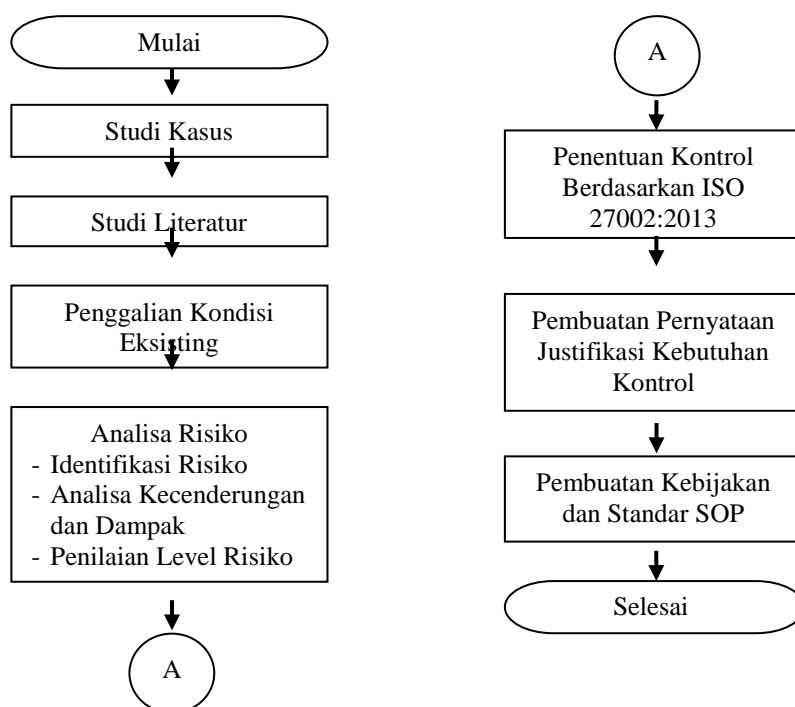 Mulai
Studi Kasus
Studi Literatur
Penggalian Kondisi
Eksisting
Analisa Risiko
- Identifikasi Risiko
- Analisa Kecenderungan
dan Dampak
- Penilaian Level Risiko
A
A
Penentuan Kontrol
Berdasarkan ISO
27002:2013
Pembuatan Pernyataan
Justifikasi Kebutuhan
Kontrol
Pembuatan Kebijakan
dan Standar SOP
Selesai